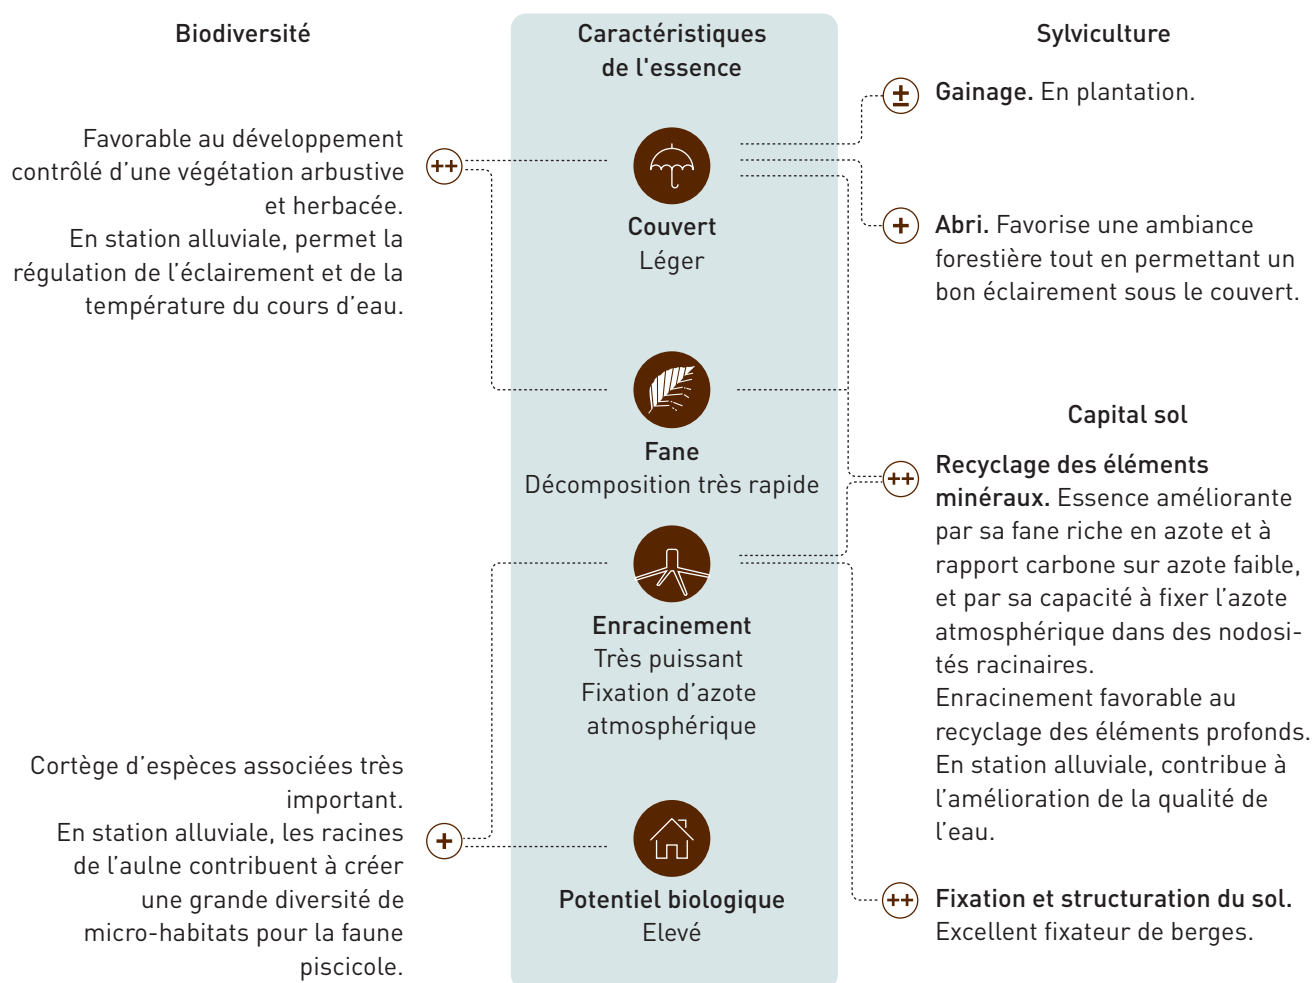 Biodiversité
Favorable au développement
contrôlé d’une végétation arbustive
et herbacée.
En station alluviale, permet la
régulation de l’éclairement et de la
température du cours d’eau.
++
Cortège d’espèces associées très
important.
En station alluviale, les racines
de l’aulne contribuent à créer
une grande diversité de
micro-habitats pour la faune
piscicole.
+
Caractéristiques
de l'essence
Couvert
Léger
Fane
Décomposition très rapide
Enracinement
Très puissant
Fixation d’azote
atmosphérique
Potentiel biologique
Elevé
Sylviculture
± Gainage. En plantation.
+ Abri. Favorise une ambiance
forestière tout en permettant un
bon éclairement sous le couvert.
Capital sol
++ Recyclage des éléments
minéraux. Essence améliorante
par sa fane riche en azote et à
rapport carbone sur azote faible,
et par sa capacité à fixer l’azote
atmosphérique dans des nodosi-
tés racinaires.
Enracinement favorable au
recyclage des éléments profonds.
En station alluviale, contribue à
l’amélioration de la qualité de
l’eau.
++ Fixation et structuration du sol.
Excellent fixateur de berges.